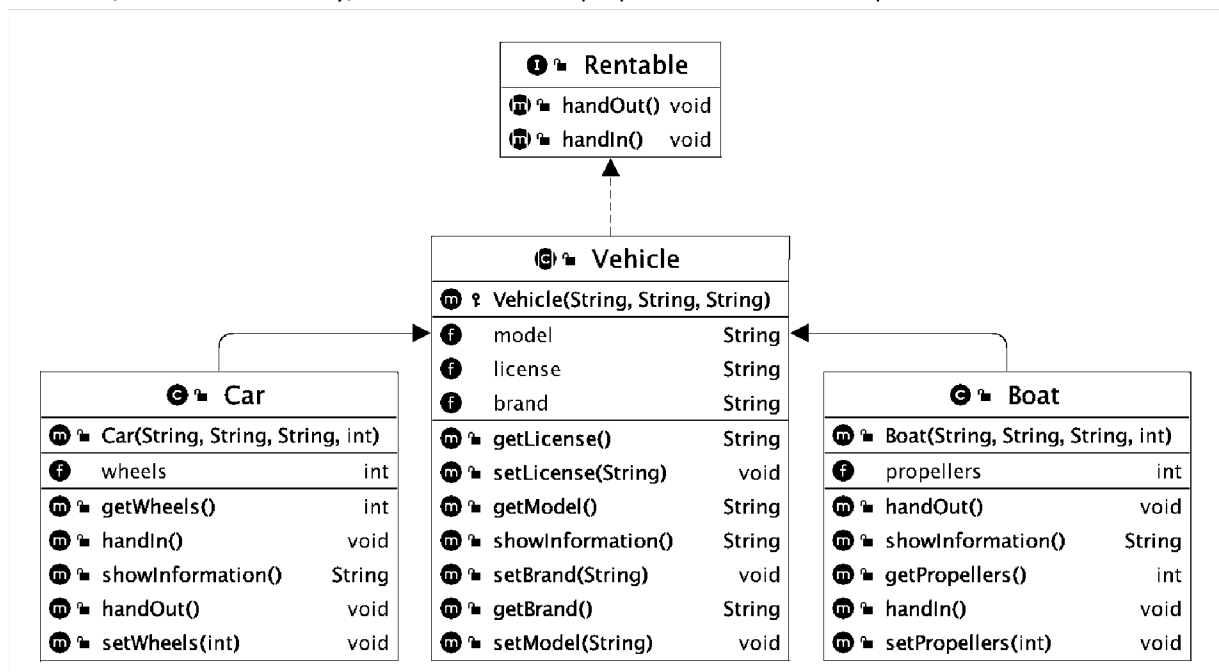 Rentable
handOut() void
handIn() void
Vehicle
Vehicle(String, String, String)
model String
license String
brand String
getLicense() String
setLicense(String) void
getModel() String
showInformation() String
setBrand(String) void
getBrand() String
setModel(String) void
Car
Car(String, String, String, int)
wheels int
getWheels() int
handIn() void
showInformation() String
handOut() void
setWheels(int) void
Boat
Boat(String, String, String, int)
propellers int
handOut() void
showInformation() String
getPropellers() int
handIn() void
setPropellers(int) void